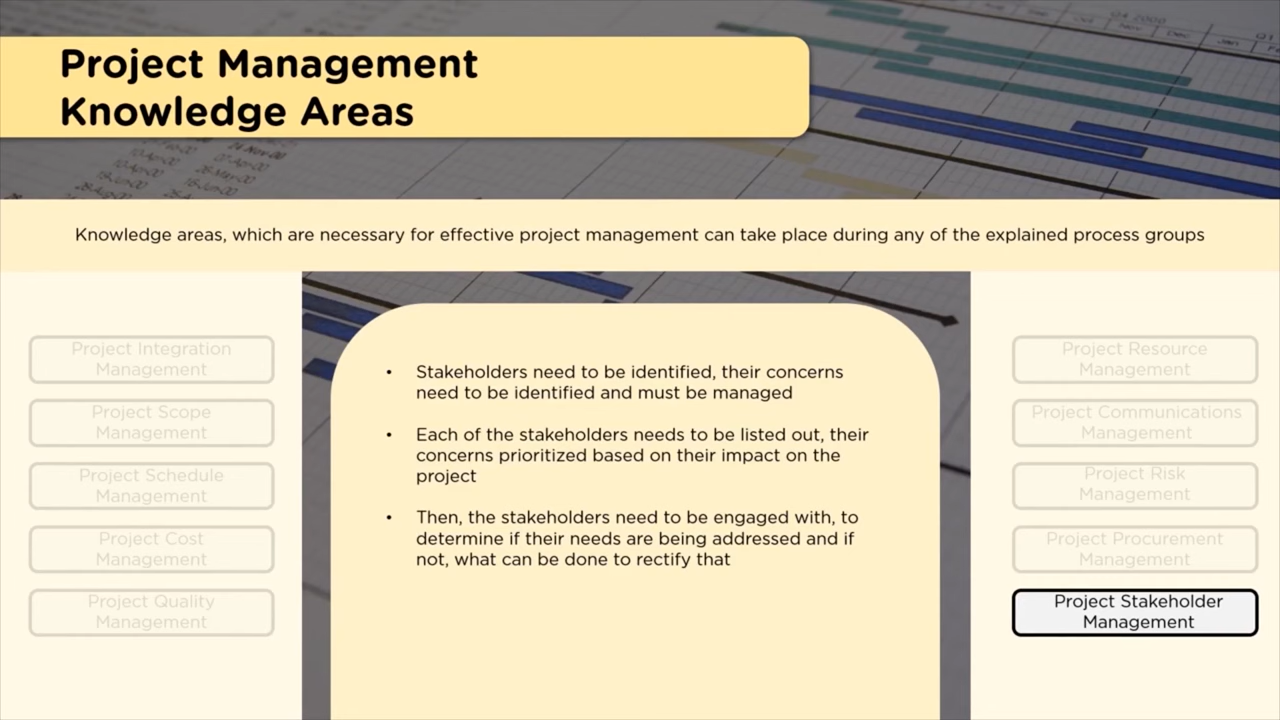 Project Management
Knowledge Areas
Knowledge areas, which are necessary for effective project management can take place during any of the explained process groups
Project Integration
Management
Project Scope
Management
Project Schedule
Management
Project Cost
Management
Project Quality
Management
• Stakeholders need to be identified, their concerns
need to be identified and must be managed
• Each of the stakeholders needs to be listed out, their
concerns prioritized based on their impact on the
project
• Then, the stakeholders need to be engaged with, to
determine if their needs are being addressed and if
not, what can be done to rectify that
Project Resource
Management
Project Communications
Management
Project Risk
Management
Project Procurement
Management
Project Stakeholder
Management